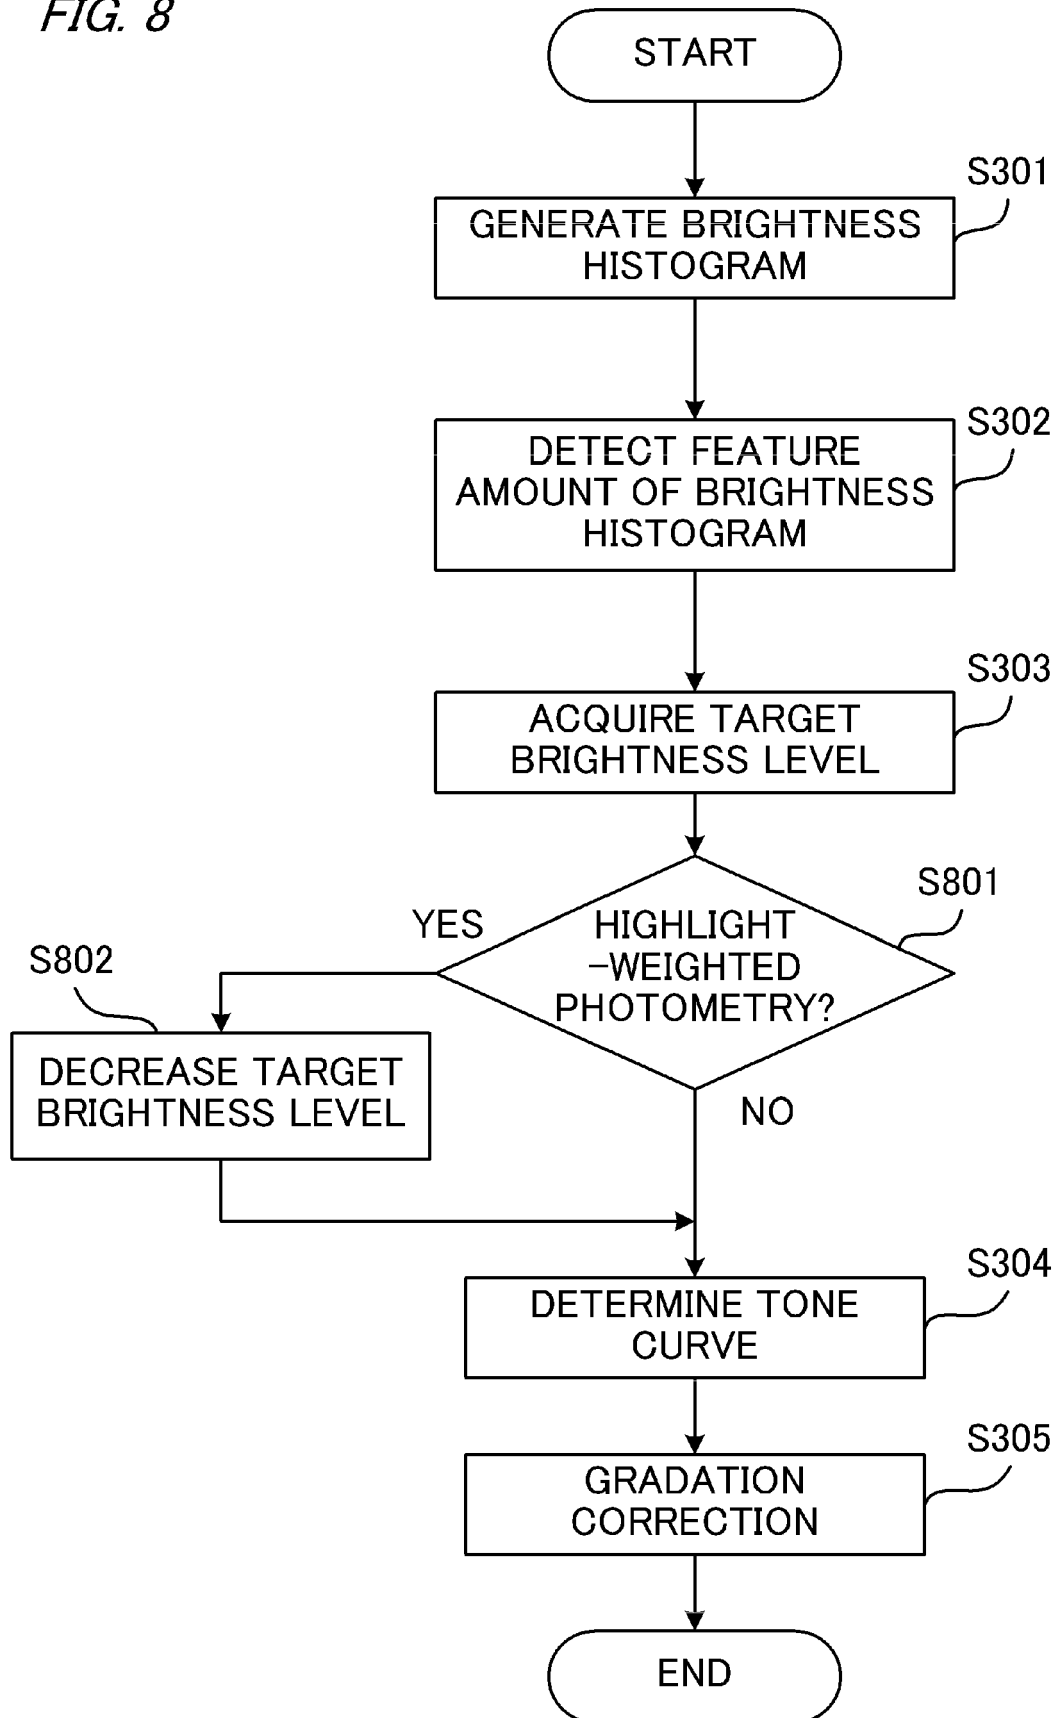 FIG. 8
START
S301
GENERATE BRIGHTNESS
HISTOGRAM
S302
DETECT FEATURE
AMOUNT OF BRIGHTNESS
HISTOGRAM
S303
ACQUIRE TARGET
BRIGHTNESS LEVEL
S801
YES
HIGHLIGHT
-WEIGHTED
PHOTOMETRY?
S802
DECREASE TARGET
BRIGHTNESS LEVEL
NO
S304
DETERMINE TONE
CURVE
S305
GRADATION
CORRECTION
END